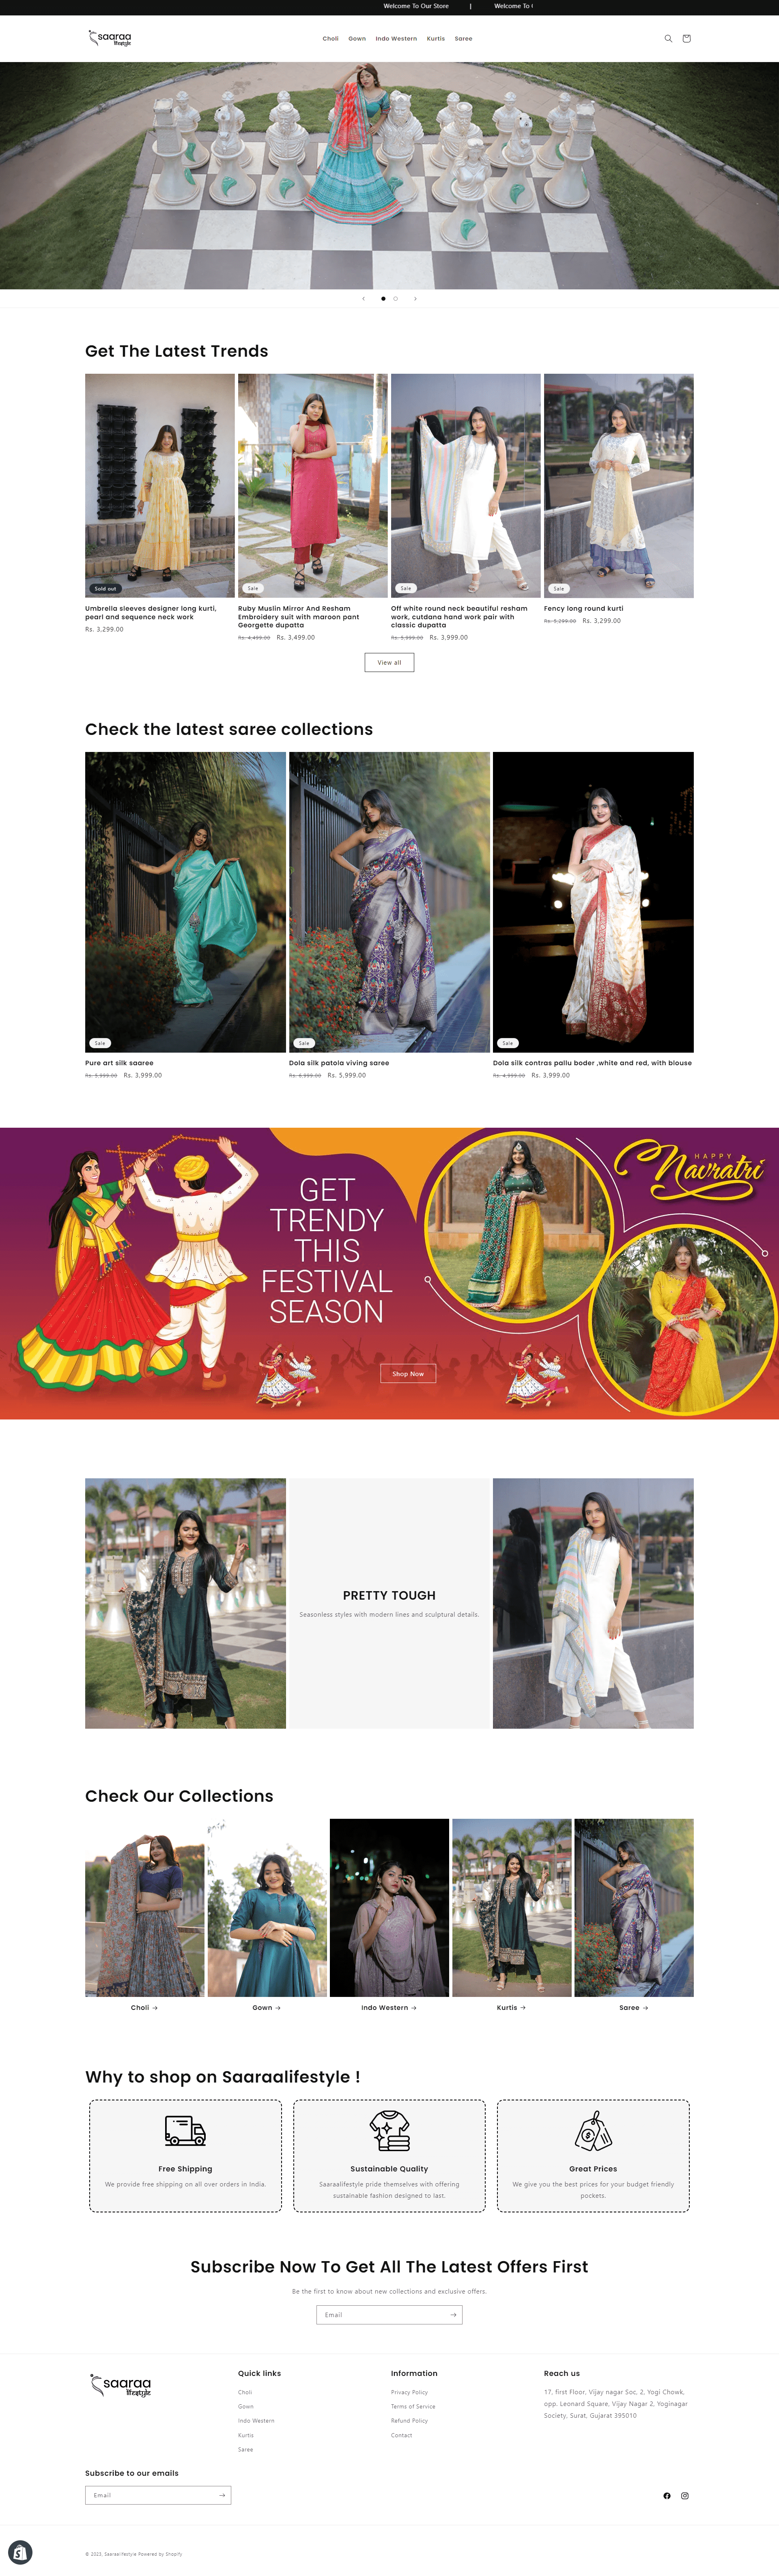 Welcome To Our Store | Welcome To
saaraa
lifestyle
Choli Gown Indo Western Kurtis Saree
Get The Latest Trends
Sold out
Sale
Sale
Sale
Umbrella sleeves designer long kurti,
pearl and sequence neck work
Rs. 3,299.00
Ruby Muslin Mirror And Resham
Embroidery suit with maroon pant
Georgette dupatta
Rs. 4,499.00 Rs. 3,499.00
Off white round neck beautiful resham
work, cutdana hand work pair with
classic dupatta
Rs. 5,999.00 Rs. 3,999.00
Fency long round kurti
Rs. 5,299.00 Rs. 3,299.00
View all
Check the latest saree collections
Sale
Sale
Sale
Pure art silk saaree
Rs. 5,999.00 Rs. 3,999.00
Dola silk patola viving saree
Rs. 6,999.00 Rs. 5,999.00
Dola silk contras pallu boder ,white and red, with blouse
Rs. 4,999.00 Rs. 3,999.00
GET
TRENDY
THIS
FESTIVAL
SEASON
HAPPY
Navratri
Shop Now
PRETTY TOUGH
Seasonless styles with modern lines and sculptural details.
Check Our Collections
Choli →
Gown →
Indo Western →
Kurtis →
Saree →
Why to shop on Saaraalifestyle !
Free Shipping
We provide free shipping on all over orders in India.
Sustainable Quality
Saaraalifestyle pride themselves with offering
sustainable fashion designed to last.
Great Prices
We give you the best prices for your budget friendly
pockets.
Subscribe Now To Get All The Latest Offers First
Be the first to know about new collections and exclusive offers.
Email
saaraa
lifestyle
Quick links
Choli
Gown
Indo Western
Kurtis
Saree
Information
Privacy Policy
Terms of Service
Refund Policy
Contact
Reach us
17, first Floor, Vijay nagar Soc, 2, Yogi Chowk,
opp. Leonard Square, Vijay Nagar 2, Yoginagar
Society, Surat, Gujarat 395010
Subscribe to our emails
Email
© 2023, Saaraalifestyle Powered by Shopify